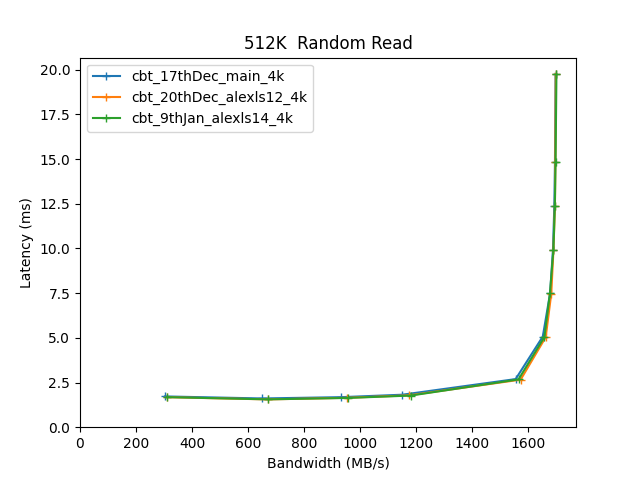 512K  Random Read
cbt_17thDec_main_4k
cbt_20thDec_alexls12_4k
cbt_9thJan_alexls14_4k
Latency (ms)
20.0
17.5
15.0
12.5
10.0
7.5
5.0
2.5
0.0
0 200 400 600 800 1000 1200 1400 1600
Bandwidth (MB/s)